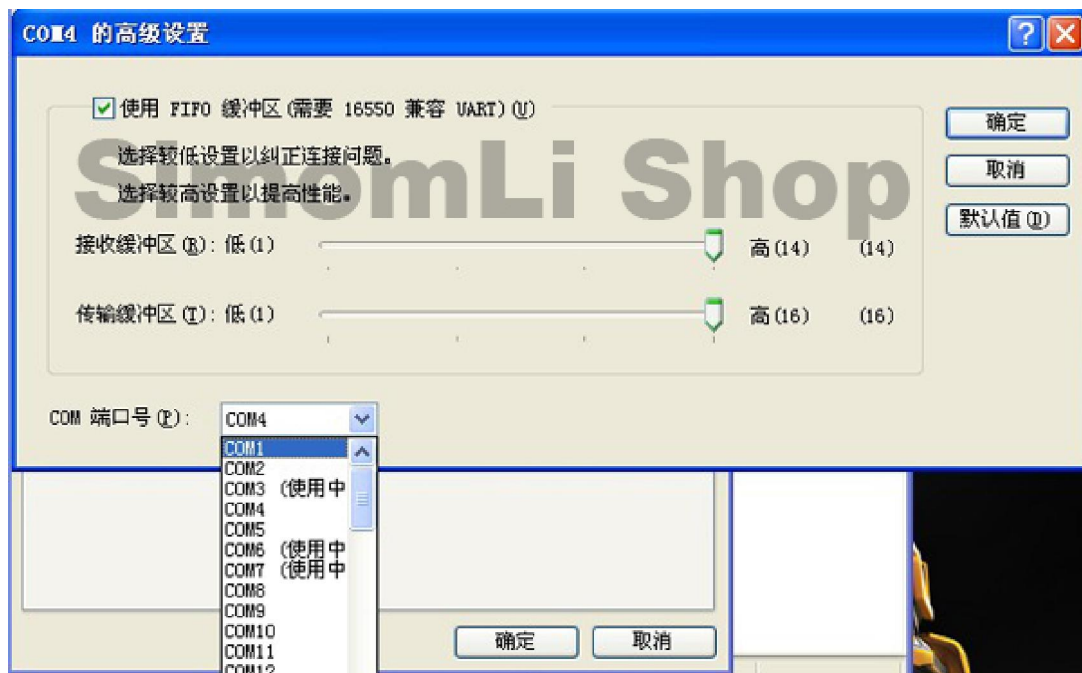 COM4 的高级设置
使用 FIFO 缓冲区(需要 16550 兼容 UART)(U)
选择较低设置以纠正连接问题。
选择较高设置以提高性能。
SimomLi Shop
确定
取消
默认值(D)
接收缓冲区(R): 低(1) 高(14) (14)
传输缓冲区(T): 低(1) 高(16) (16)
COM 端口号(P): COM4
COM1
COM2
COM3 (使用中
COM4
COM5
COM6 (使用中
COM7 (使用中
COM8
COM9
COM10
COM11
COM12
确定 取消